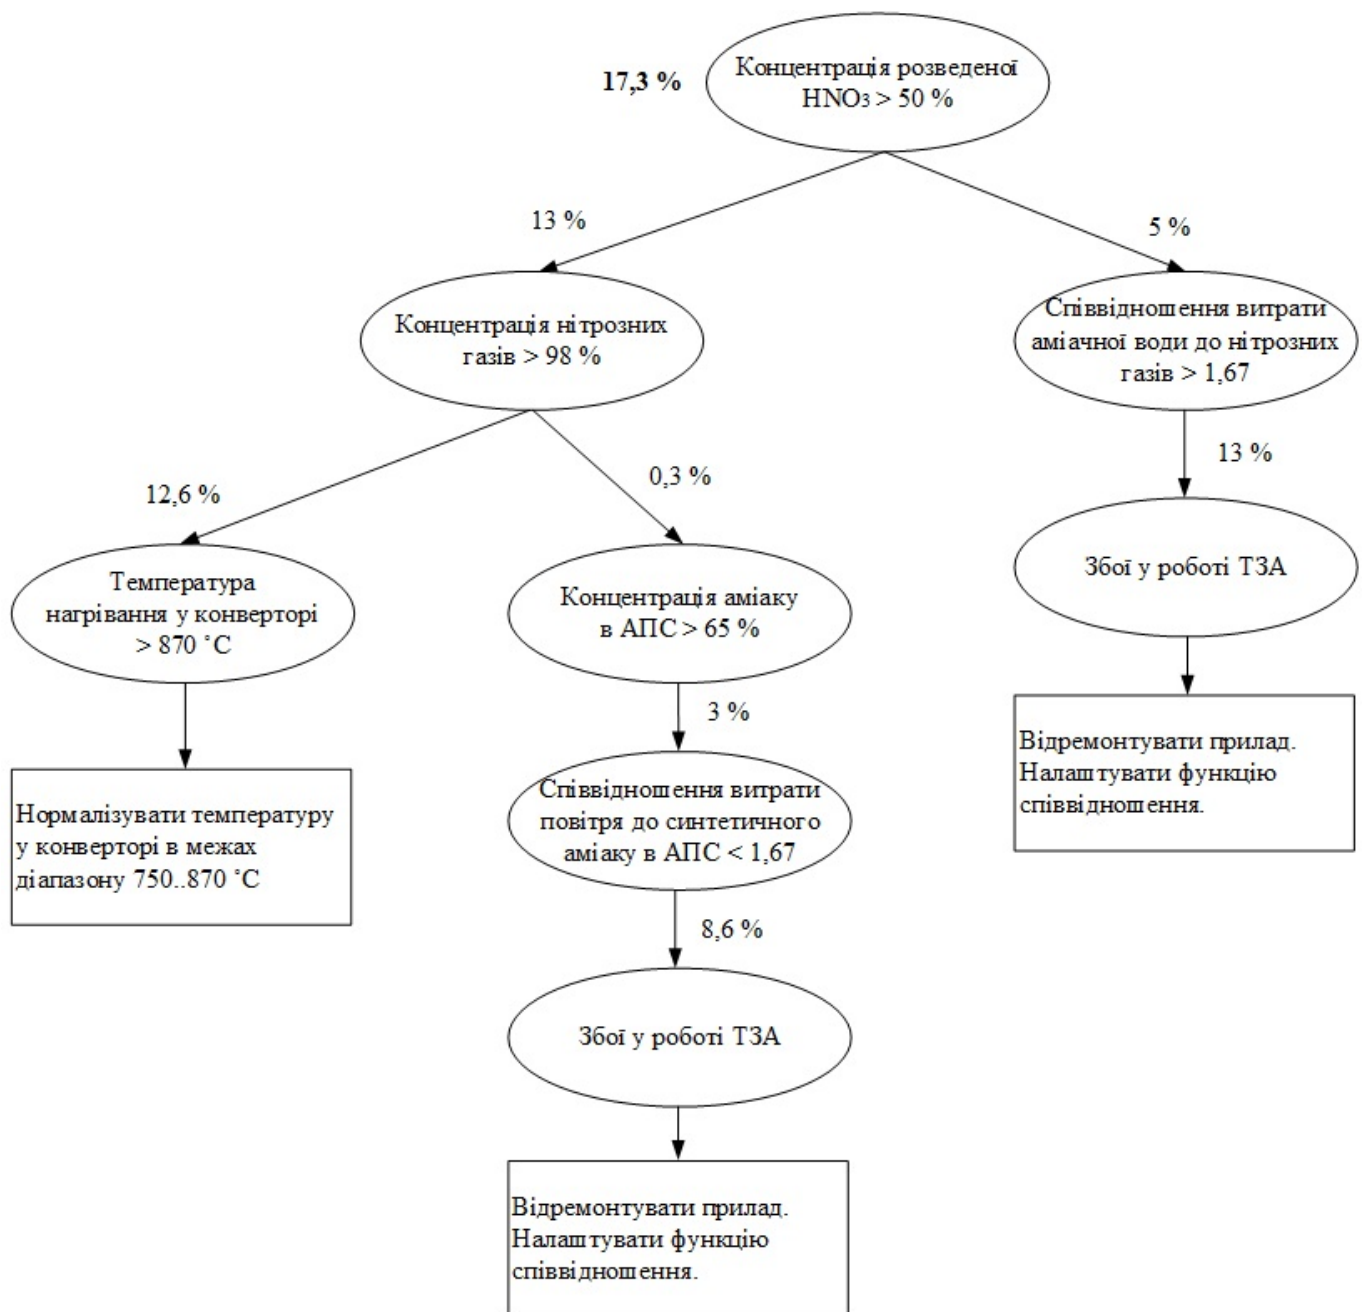 17,3 %
Концентрація розведеної
HNO₃ > 50 %
13 %
5 %
Концентрація нітрозних
газів > 98 %
Співвідношення витрати
аміачної води до нітрозних
газів > 1,67
12,6 %
0,3 %
13 %
Температура
нагрівання у конверторі
> 870 ˚С
Концентрація аміаку
в АПС > 65 %
Збої у роботі ТЗА
3 %
Нормалізувати температуру
у конверторі в межах
діапазону 750..870 ˚С
Співвідношення витрати
повітря до синтетичного
аміаку в АПС < 1,67
Відремонтувати прилад.
Налаштувати функцію
співвідношення.
8,6 %
Збої у роботі ТЗА
Відремонтувати прилад.
Налаштувати функцію
співвідношення.